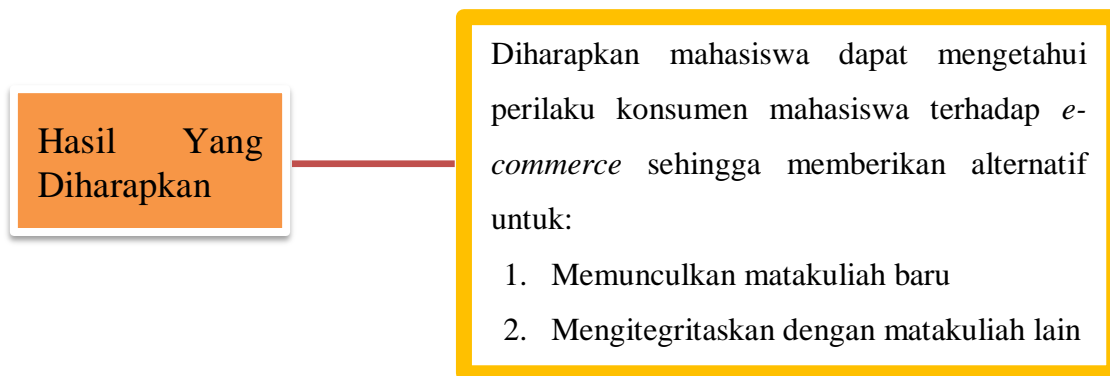 Hasil Yang
Diharapkan
Diharapkan mahasiswa dapat mengetahui
perilaku konsumen mahasiswa terhadap e-
commerce sehingga memberikan alternatif
untuk:
1. Memunculkan matakuliah baru
2. Mengitegritaskan dengan matakuliah lain